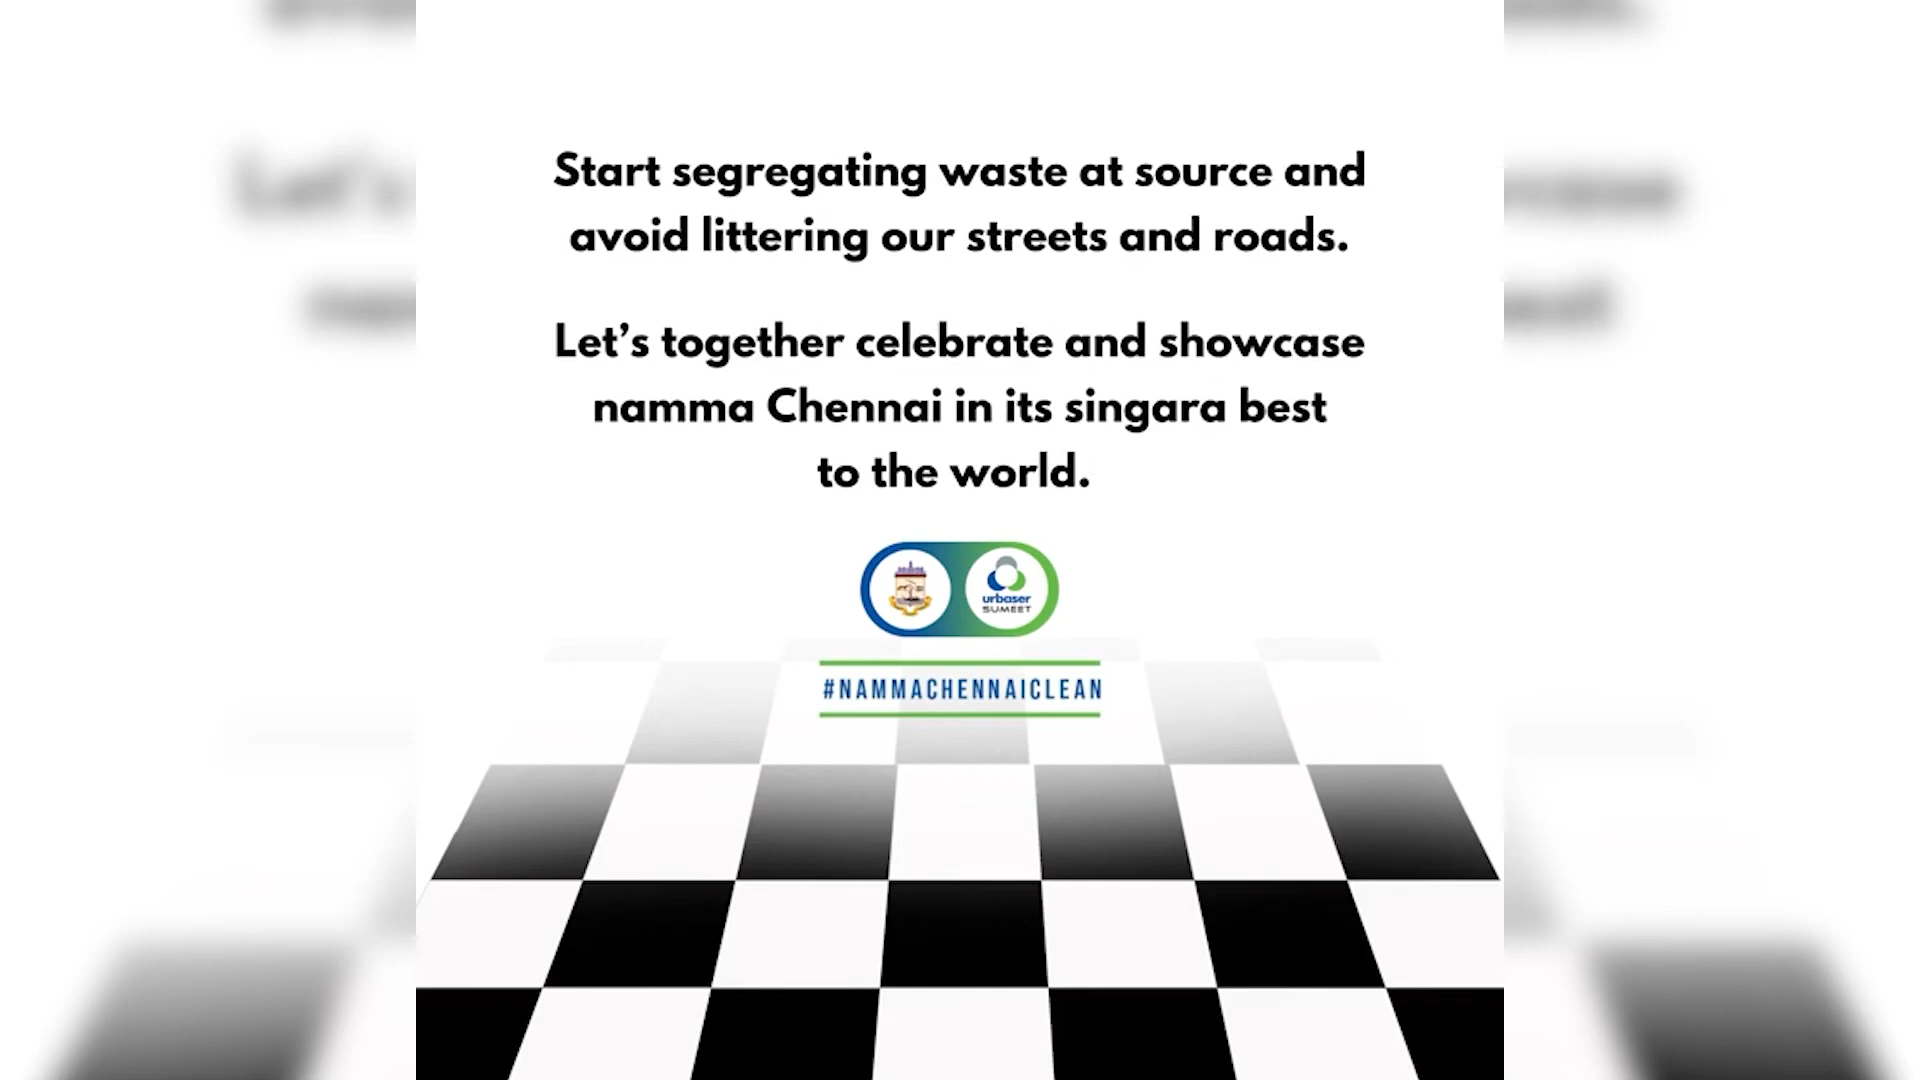 Start segregating waste at source and
avoid littering our streets and roads.
Let's together celebrate and showcase
namma Chennai in its singara best
to the world.
urbaser
SUMEET
#NAMMACHENNAICLEAN